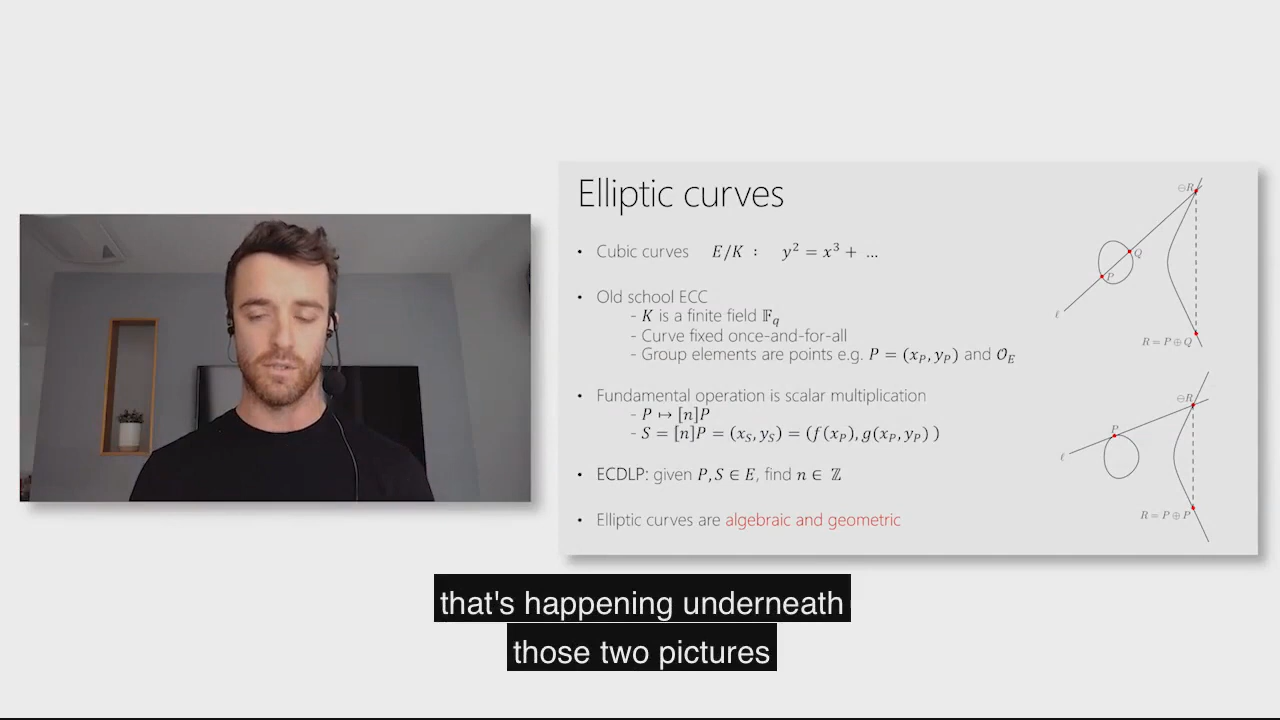 Elliptic curves
• Cubic curves E/K : y² = x³ + ...
• Old school ECC
- K is a finite field 𝔽_q
- Curve fixed once-and-for-all
- Group elements are points e.g. P = (x_P, y_P) and 𝒪_E
• Fundamental operation is scalar multiplication
- P ↦ [n]P
- S = [n]P = (x_S, y_S) = (f(x_P), g(x_P, y_P) )
• ECDLP: given P, S ∈ E, find n ∈ ℤ
• Elliptic curves are algebraic and geometric
⊖R
Q
P
ℓ
R = P ⊕ Q
⊖R
P
ℓ
R = P ⊕ P
that's happening underneath
those two pictures